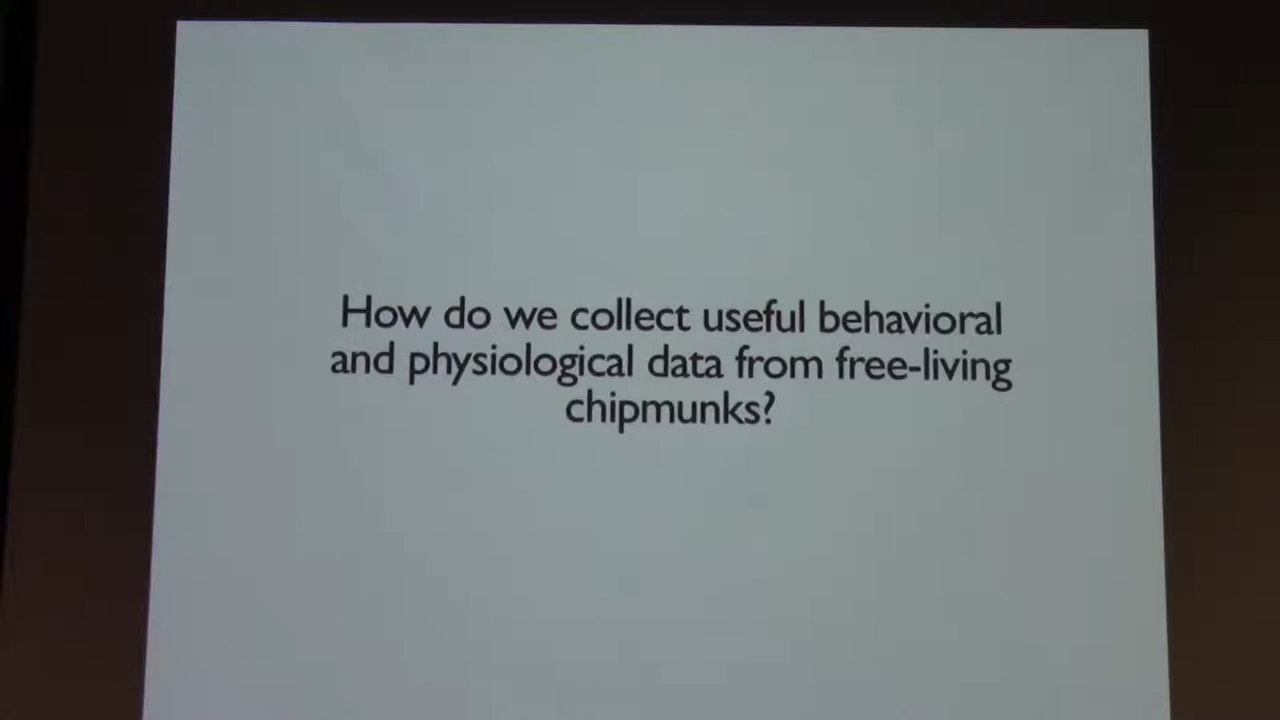 How do we collect useful behavioral
and physiological data from free-living
chipmunks?